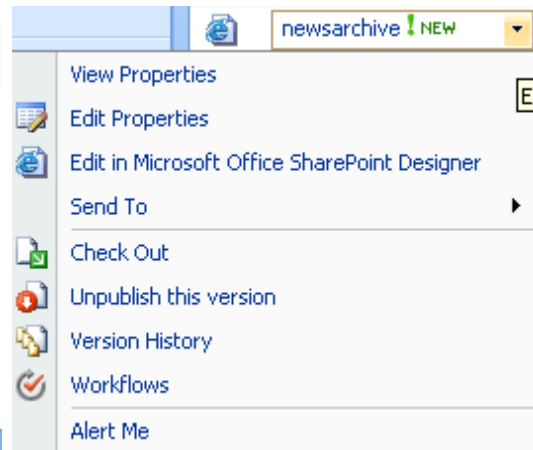 newsarchive ! NEW
E
View Properties
Edit Properties
Edit in Microsoft Office SharePoint Designer
Send To
Check Out
Unpublish this version
Version History
Workflows
Alert Me